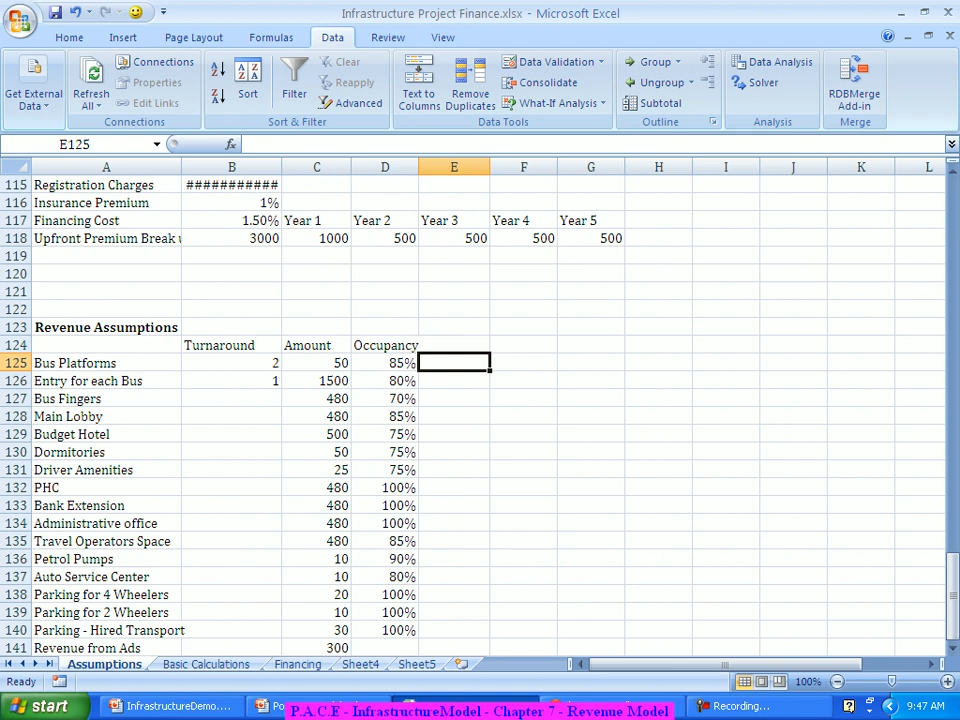 Infrastructure Project Finance.xlsx - Microsoft Excel
Home Insert Page Layout Formulas Data Review View
Get External Data
Refresh All
Connections
Properties
Edit Links
Connections
Sort
Filter
Clear
Reapply
Advanced
Sort & Filter
Text to Columns
Remove Duplicates
Data Validation
Consolidate
What-If Analysis
Data Tools
Group
Ungroup
Subtotal
Outline
Data Analysis
Solver
Analysis
RDBMerge Add-in
Merge
E125 fx
A B C D E F G H I J K L
115 Registration Charges ###########
116 Insurance Premium 1%
117 Financing Cost 1.50% Year 1 Year 2 Year 3 Year 4 Year 5
118 Upfront Premium Break u 3000 1000 500 500 500 500
119
120
121
122
123 Revenue Assumptions
124 Turnaround Amount Occupancy
125 Bus Platforms 2 50 85%
126 Entry for each Bus 1 1500 80%
127 Bus Fingers 480 70%
128 Main Lobby 480 85%
129 Budget Hotel 500 75%
130 Dormitories 50 75%
131 Driver Amenities 25 75%
132 PHC 480 100%
133 Bank Extension 480 100%
134 Administrative office 480 100%
135 Travel Operators Space 480 85%
136 Petrol Pumps 10 90%
137 Auto Service Center 10 80%
138 Parking for 4 Wheelers 20 100%
139 Parking for 2 Wheelers 10 100%
140 Parking - Hired Transport 30 100%
141 Revenue from Ads 300
Assumptions Basic Calculations Financing Sheet4 Sheet5
Ready 100%
start InfrastructureDemo.... Po Recording... 9:47 AM
P.A.C.E - InfrastructureModel - Chapter 7 - Revenue Model